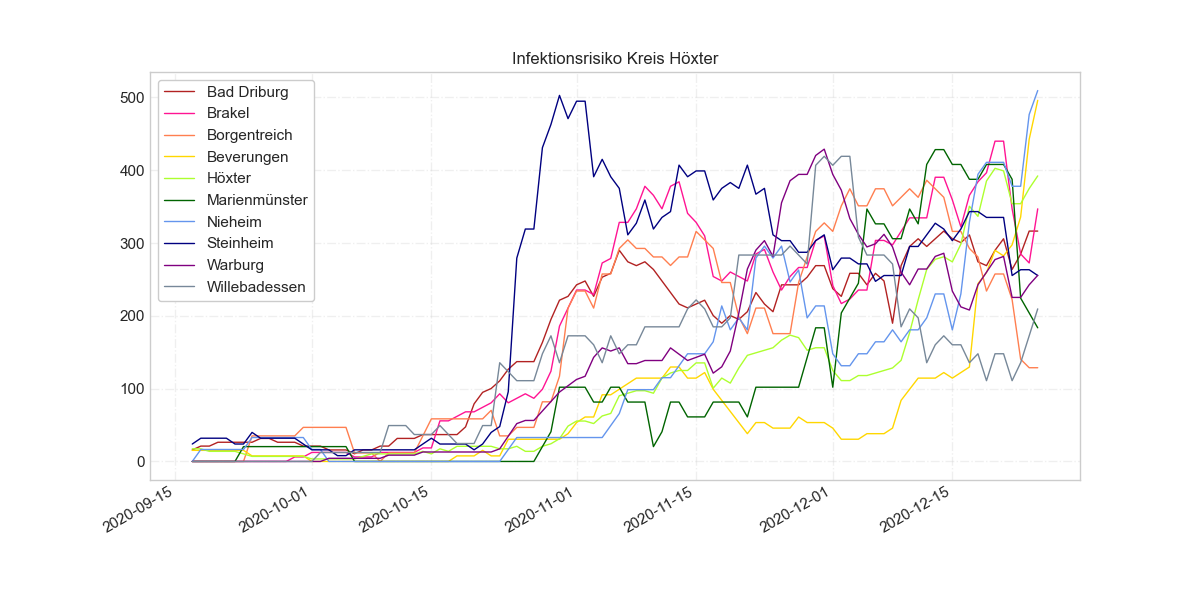 Infektionsrisiko Kreis Höxter
500
400
300
200
100
0
Bad Driburg
Brakel
Borgentreich
Beverungen
Höxter
Marienmünster
Nieheim
Steinheim
Warburg
Willebadessen
2020-09-15
2020-10-01
2020-10-15
2020-11-01
2020-11-15
2020-12-01
2020-12-15